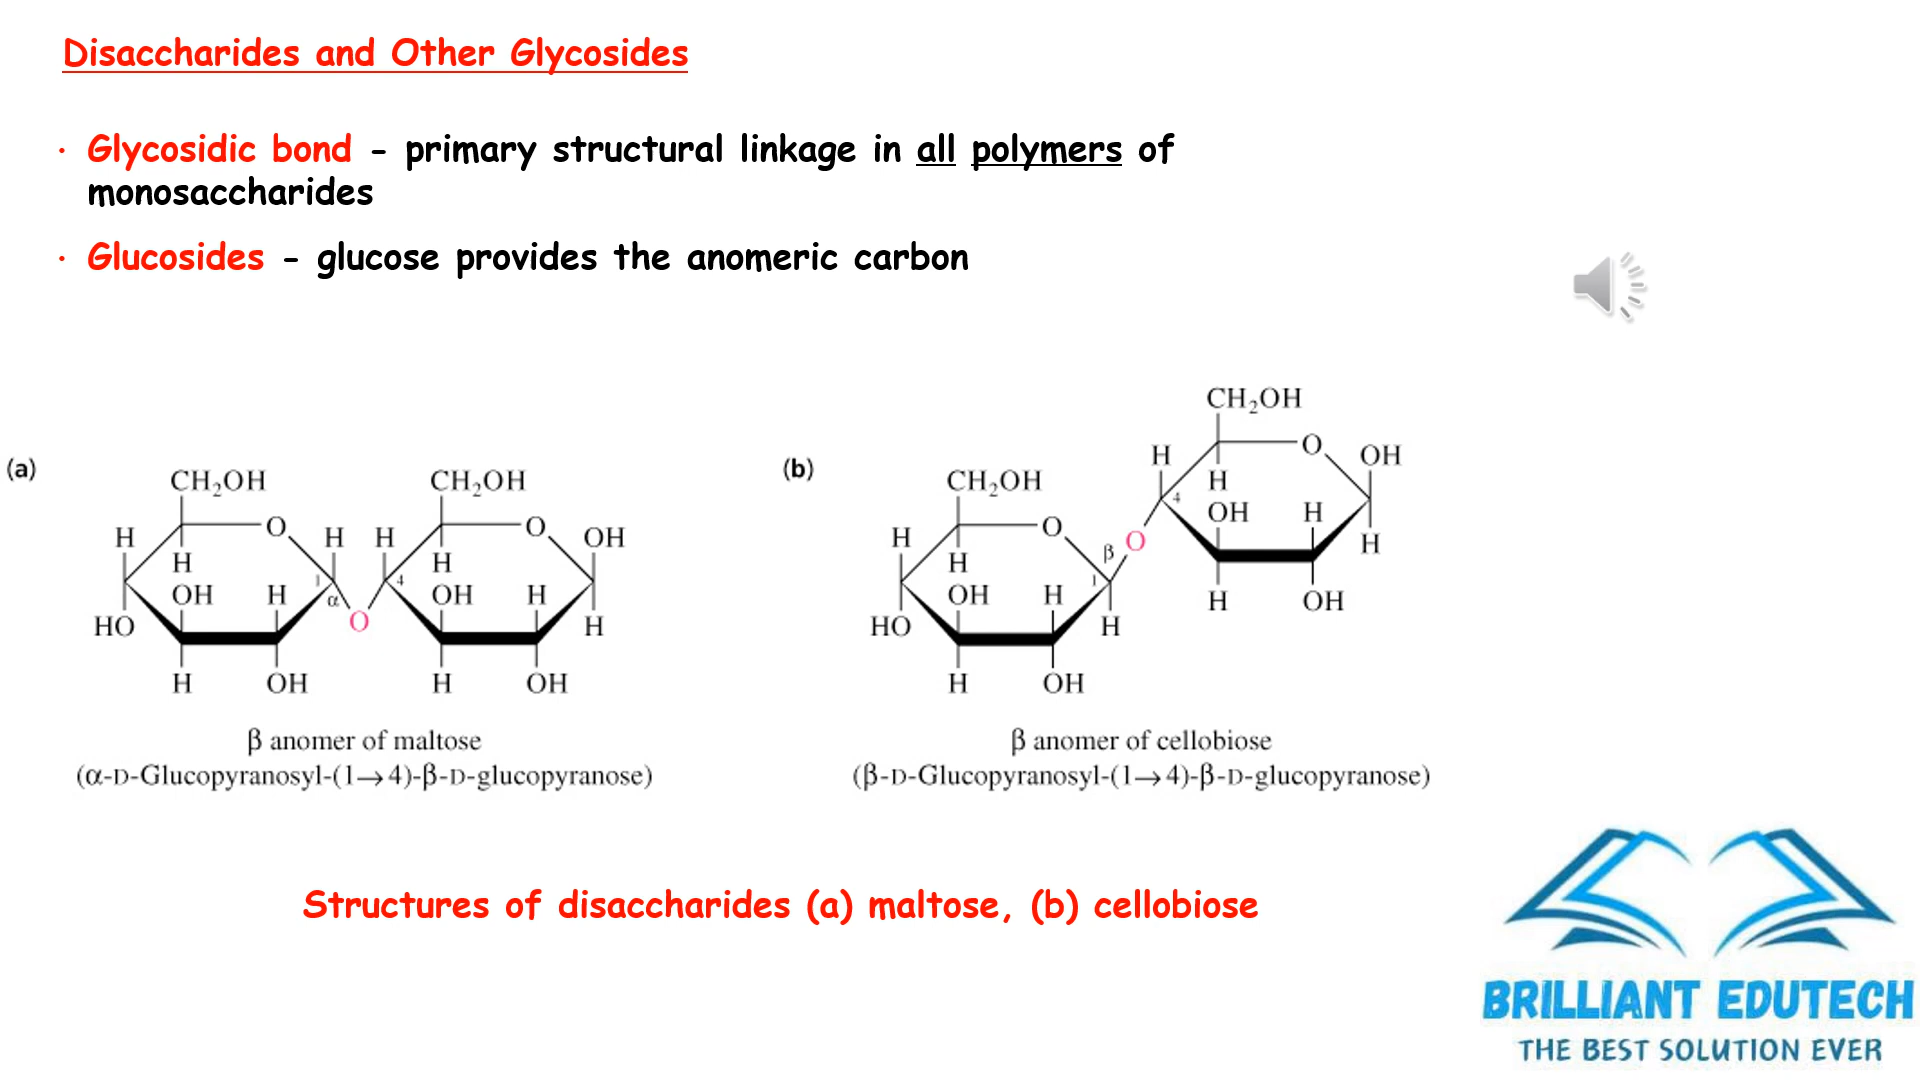 Disaccharides and Other Glycosides
· Glycosidic bond - primary structural linkage in all polymers of
monosaccharides
· Glucosides - glucose provides the anomeric carbon
(a)
CH₂OH CH₂OH
H O H H O OH
H H
1 4
OH H α OH H
HO O H
H OH H OH
β anomer of maltose
(α-D-Glucopyranosyl-(1→4)-β-D-glucopyranose)
(b)
CH₂OH
H O OH
4 H
OH H
H
H OH
CH₂OH
H O β O
H 1
OH H
HO H
H OH
β anomer of cellobiose
(β-D-Glucopyranosyl-(1→4)-β-D-glucopyranose)
Structures of disaccharides (a) maltose, (b) cellobiose
BRILLIANT EDUTECH
THE BEST SOLUTION EVER